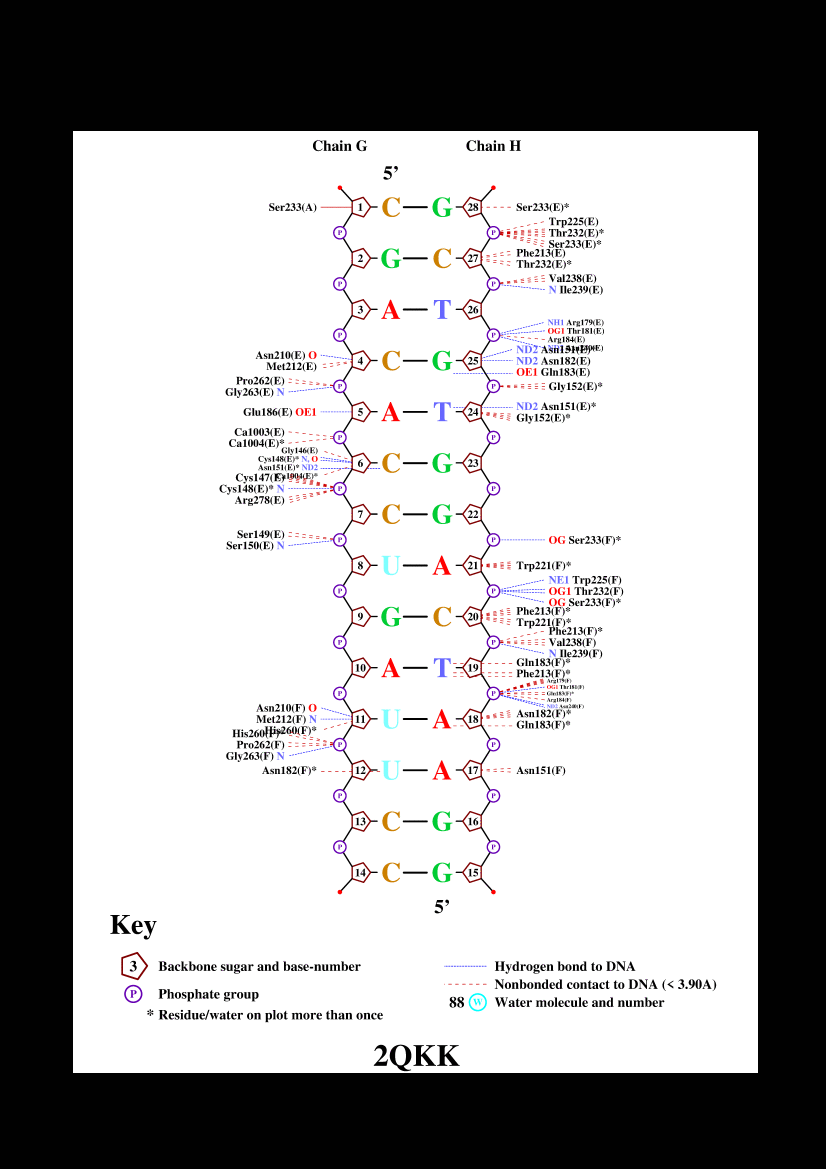 Chain G Chain H
5’
Ser233(A) 1 C G 28 Ser233(E)*
Trp225(E)
P P Thr232(E)*
Ser233(E)*
Phe213(E)
2 G C 27
Thr232(E)*
Val238(E)
P P
N Ile239(E)
3 A T 26
NH1 Arg179(E)
OG1 Thr181(E)
P P
Arg184(E)
ND2 Asn151(E)*
Asn210(E) O
4 C G 25 ND2 Asn182(E)
Met212(E)
OE1 Gln183(E)
Pro262(E)
P P Gly152(E)*
Gly263(E) N
ND2 Asn151(E)*
Glu186(E) OE1 5 A T 24
Gly152(E)*
Ca1003(E)
P P
Ca1004(E)*
Gly146(E)
Cys148(E)* N, O
6 C G 23
Asn151(E)* ND2
Ca1004(E)*
Cys147(E)*
Cys148(E)* N P P
Arg278(E)
7 C G 22
Ser149(E)
P P OG Ser233(F)*
Ser150(E) N
8 U A 21 Trp221(F)*
NE1 Trp225(F)
P P OG1 Thr232(F)
OG Ser233(F)*
Phe213(F)*
9 G C 20
Trp221(F)*
Phe213(F)*
P P Val238(F)
N Ile239(F)
Gln183(F)*
10 A T 19
Phe213(F)*
Arg179(F)
OG1 Thr181(F)
P P Gln183(F)*
Arg184(F)
ND2 Asn240(F)
Asn210(F) O
Asn182(F)*
Met212(F) N 11 U A 18
Gln183(F)*
His260(F)*
His260(F)*
Pro262(F) P P
Gly263(F) N
Asn182(F)* 12 U A 17 Asn151(F)
P P
13 C G 16
P P
14 C G 15
5’
Key
3 Backbone sugar and base-number
P Phosphate group
* Residue/water on plot more than once
Hydrogen bond to DNA
Nonbonded contact to DNA (< 3.90A)
88 W Water molecule and number
2QKK